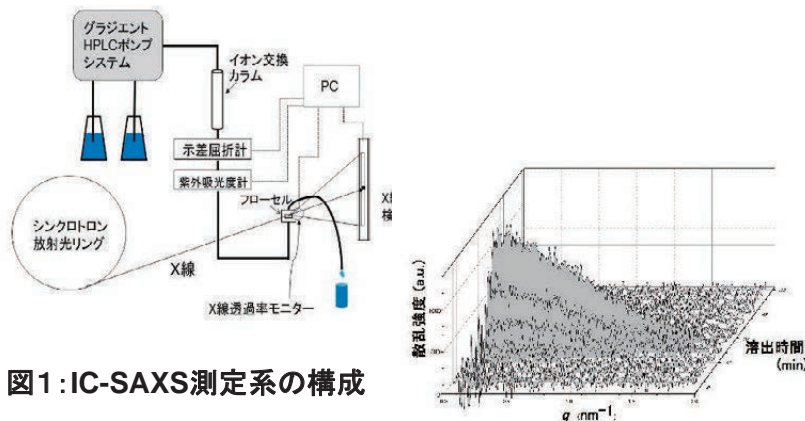 グラジエント
HPLCポンプ
システム
イオン交換
カラム
PC
示差屈折計
紫外吸光度計
フローセル
シンクロトロン
放射光リング
X線
X線透過率モニター
図1:IC-SAXS測定系の構成
散乱強度 (a.u.)
溶出時間
(min)
q (nm⁻¹)